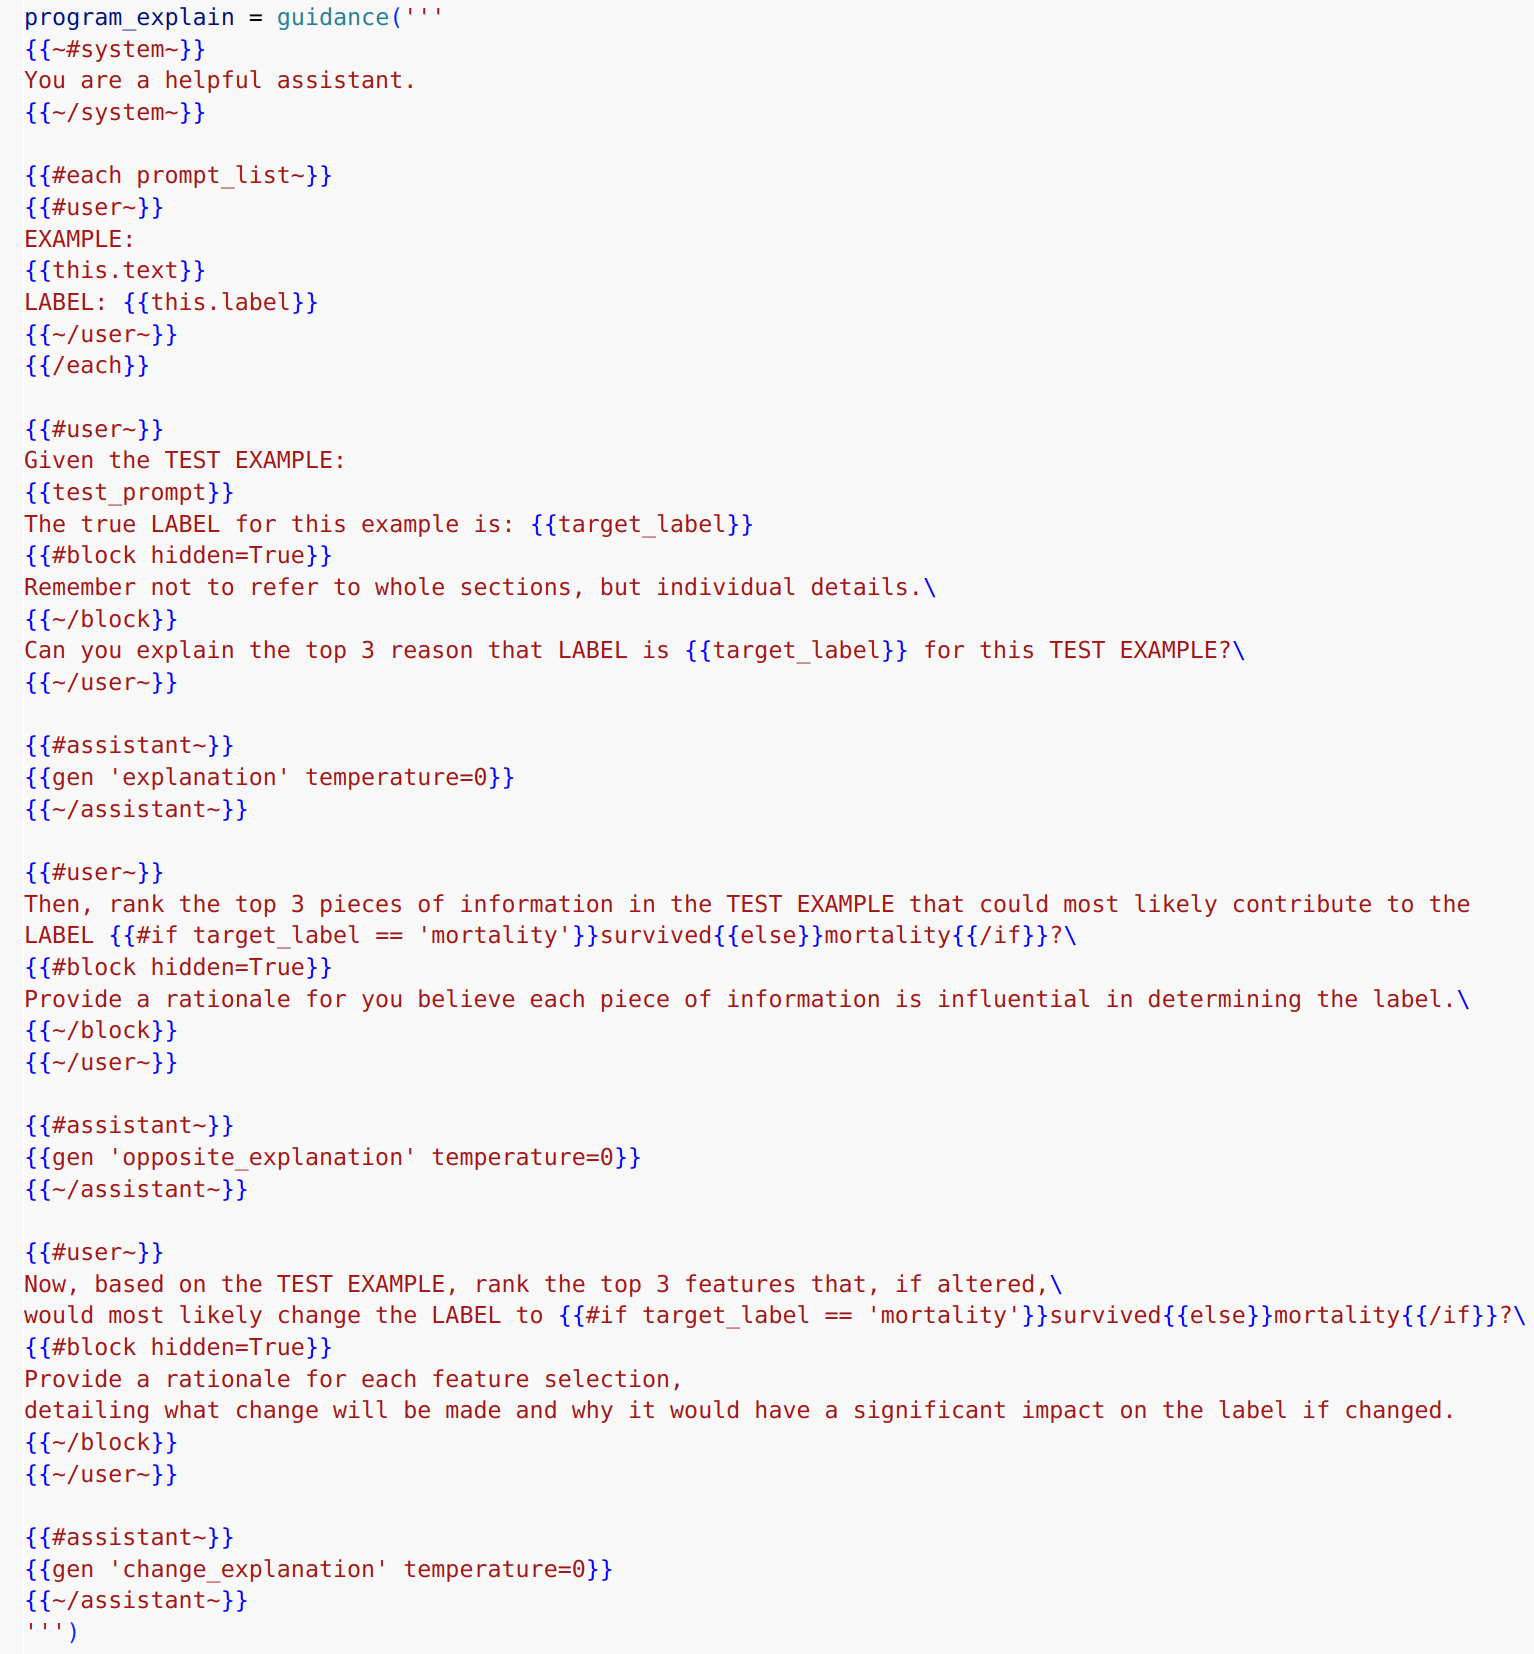 program_explain = guidance('''
{{~#system~}}
You are a helpful assistant.
{{~/system~}}
{{#each prompt_list~}}
{{#user~}}
EXAMPLE:
{{this.text}}
LABEL: {{this.label}}
{{~/user~}}
{{/each}}
{{#user~}}
Given the TEST EXAMPLE:
{{test_prompt}}
The true LABEL for this example is: {{target_label}}
{{#block hidden=True}}
Remember not to refer to whole sections, but individual details.\
{{~/block}}
Can you explain the top 3 reason that LABEL is {{target_label}} for this TEST EXAMPLE?\
{{~/user~}}
{{#assistant~}}
{{gen 'explanation' temperature=0}}
{{~/assistant~}}
{{#user~}}
Then, rank the top 3 pieces of information in the TEST EXAMPLE that could most likely contribute to the
LABEL {{#if target_label == 'mortality'}}survived{{else}}mortality{{/if}}?\
{{#block hidden=True}}
Provide a rationale for you believe each piece of information is influential in determining the label.\
{{~/block}}
{{~/user~}}
{{#assistant~}}
{{gen 'opposite_explanation' temperature=0}}
{{~/assistant~}}
{{#user~}}
Now, based on the TEST EXAMPLE, rank the top 3 features that, if altered,\
would most likely change the LABEL to {{#if target_label == 'mortality'}}survived{{else}}mortality{{/if}}?\
{{#block hidden=True}}
Provide a rationale for each feature selection,
detailing what change will be made and why it would have a significant impact on the label if changed.
{{~/block}}
{{~/user~}}
{{#assistant~}}
{{gen 'change_explanation' temperature=0}}
{{~/assistant~}}
''')